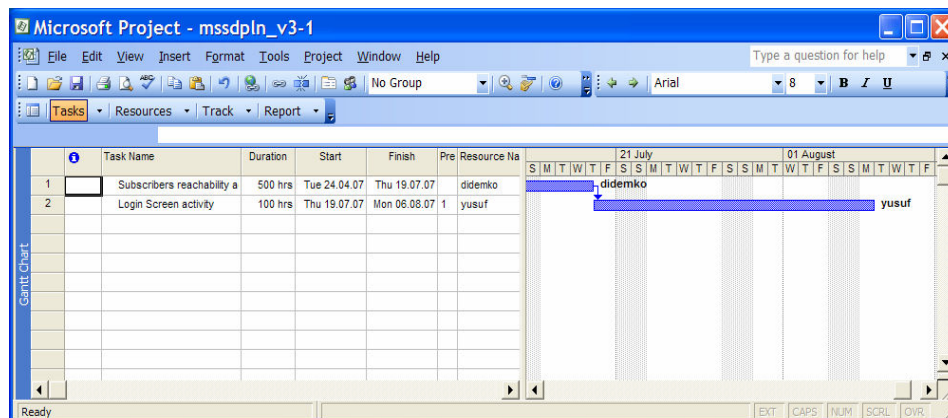 Microsoft Project - mssdpln_v3-1
File Edit View Insert Format Tools Project Window Help Type a question for help
ABC No Group Arial 8 B I U
Tasks Resources Track Report
Task Name Duration Start Finish Pre Resource Na 21 July 01 August
S M T W T F S S M T W T F S S M T W T F S S M T W T F
1 Subscribers reachability a 500 hrs Tue 24.04.07 Thu 19.07.07 didemko didemko
2 Login Screen activity 100 hrs Thu 19.07.07 Mon 06.08.07 1 yusuf yusuf
Gantt Chart
Ready EXT CAPS NUM SCRL OVR